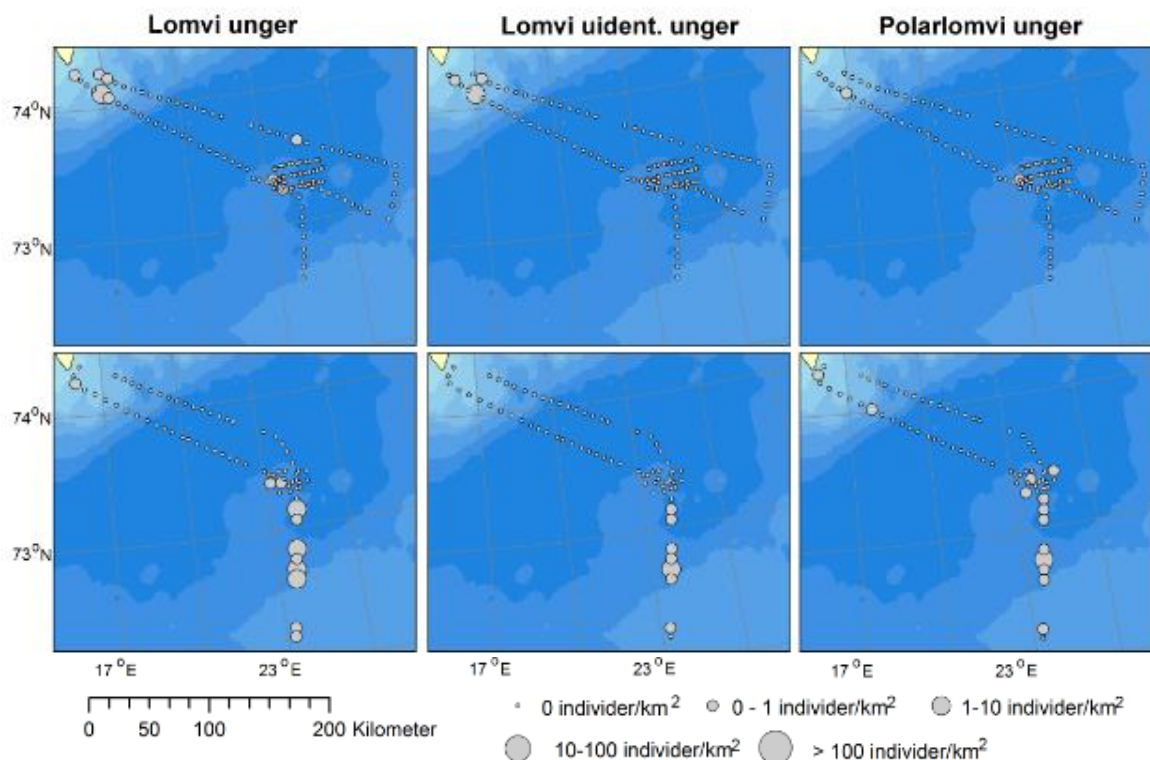 Lomvi unger Lomvi uident. unger Polarlomvi unger
74°N
73°N
74°N
73°N
17°E 23°E 17°E 23°E 17°E 23°E
0 50 100 200 Kilometer
0 individer/km² 0 - 1 individer/km² 1-10 individer/km²
10-100 individer/km² > 100 individer/km²